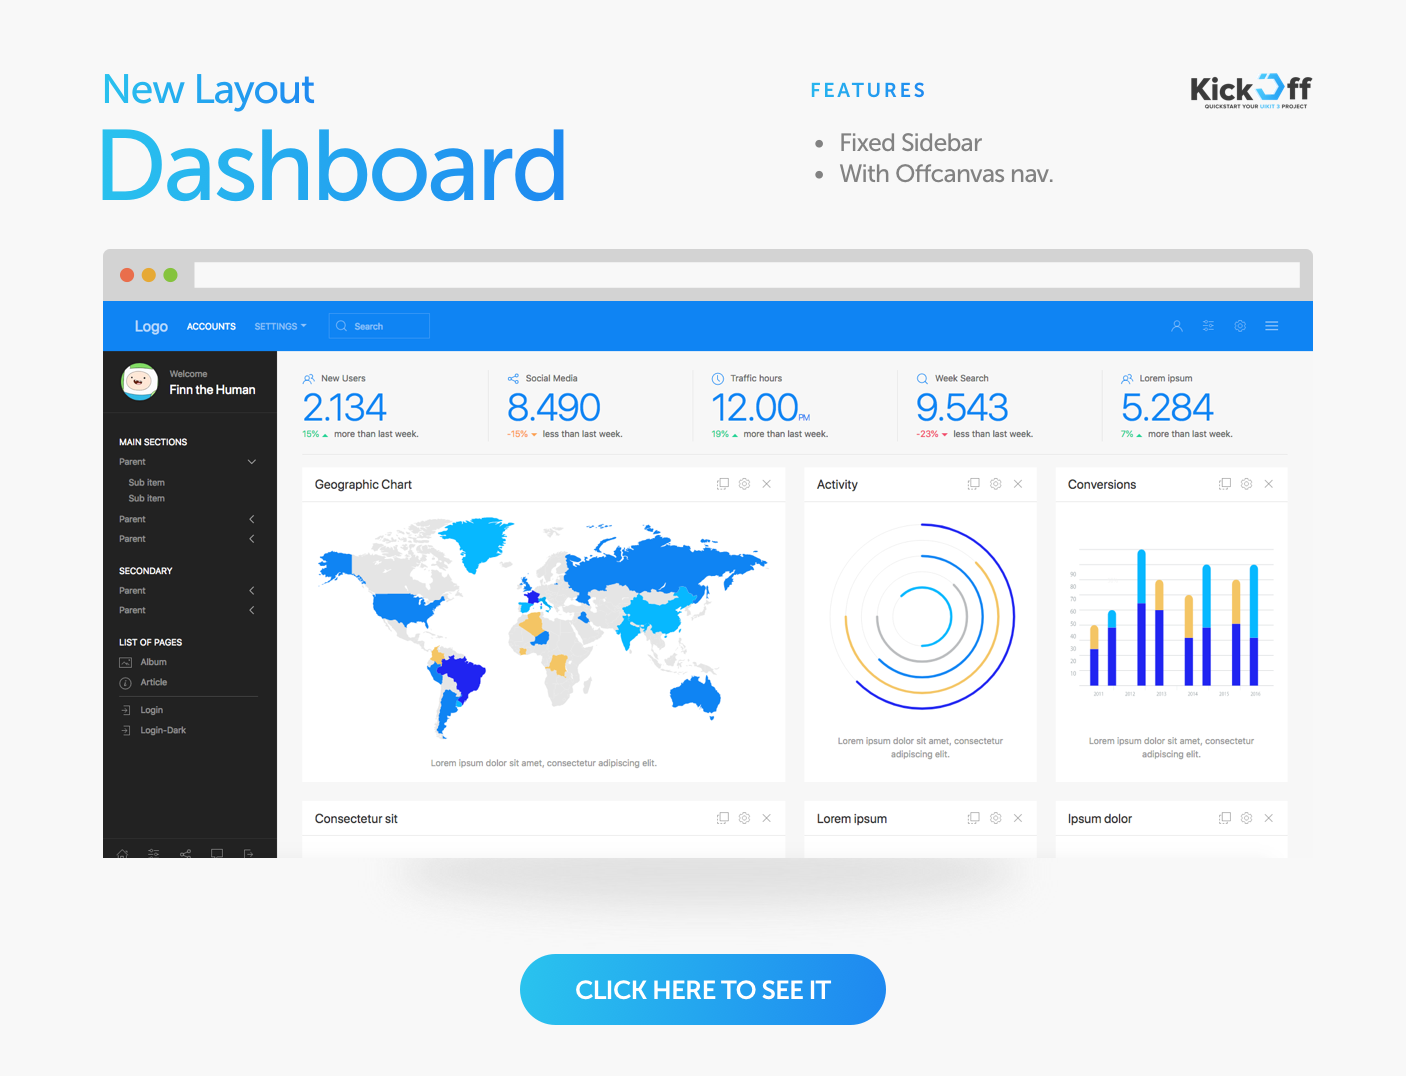 New Layout
Dashboard
FEATURES
• Fixed Sidebar
• With Offcanvas nav.
KickOff
QUICKSTART YOUR UIKIT 3 PROJECT
Logo
ACCOUNTS
SETTINGS
Search
Welcome
Finn the Human
MAIN SECTIONS
Parent
Sub item
Sub item
Parent
Parent
SECONDARY
Parent
Parent
LIST OF PAGES
Album
Article
Login
Login-Dark
New Users
2.134
15% more than last week.
Social Media
8.490
-15% less than last week.
Traffic hours
12.00PM
19% more than last week.
Week Search
9.543
-23% less than last week.
Lorem ipsum
5.284
7% more than last week.
Geographic Chart
Lorem ipsum dolor sit amet, consectetur adipiscing elit.
Activity
Lorem ipsum dolor sit amet, consectetur
adipiscing elit.
Conversions
90
80
70
60
50
40
30
20
10
2011 2012 2013 2014 2015 2016
Lorem ipsum dolor sit amet, consectetur
adipiscing elit.
Consectetur sit
Lorem ipsum
Ipsum dolor
CLICK HERE TO SEE IT